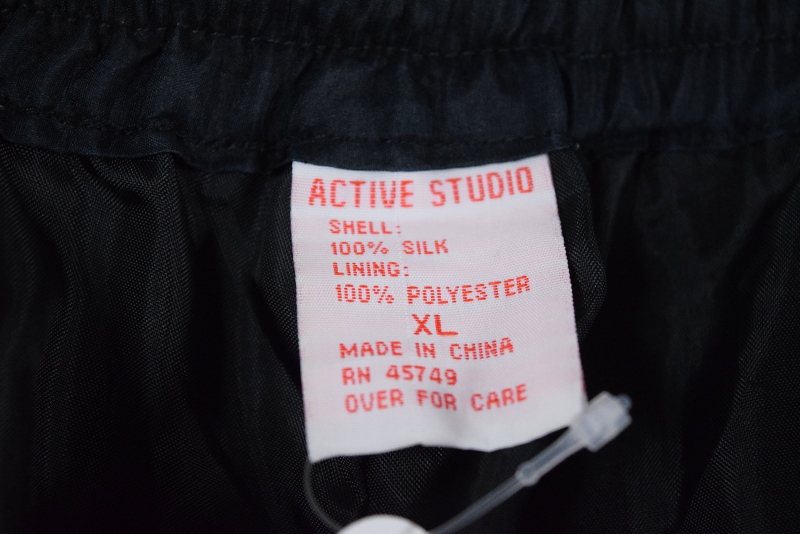 ACTIVE STUDIO
SHELL:
100% SILK
LINING:
100% POLYESTER
XL
MADE IN CHINA
RN 45749
OVER FOR CARE